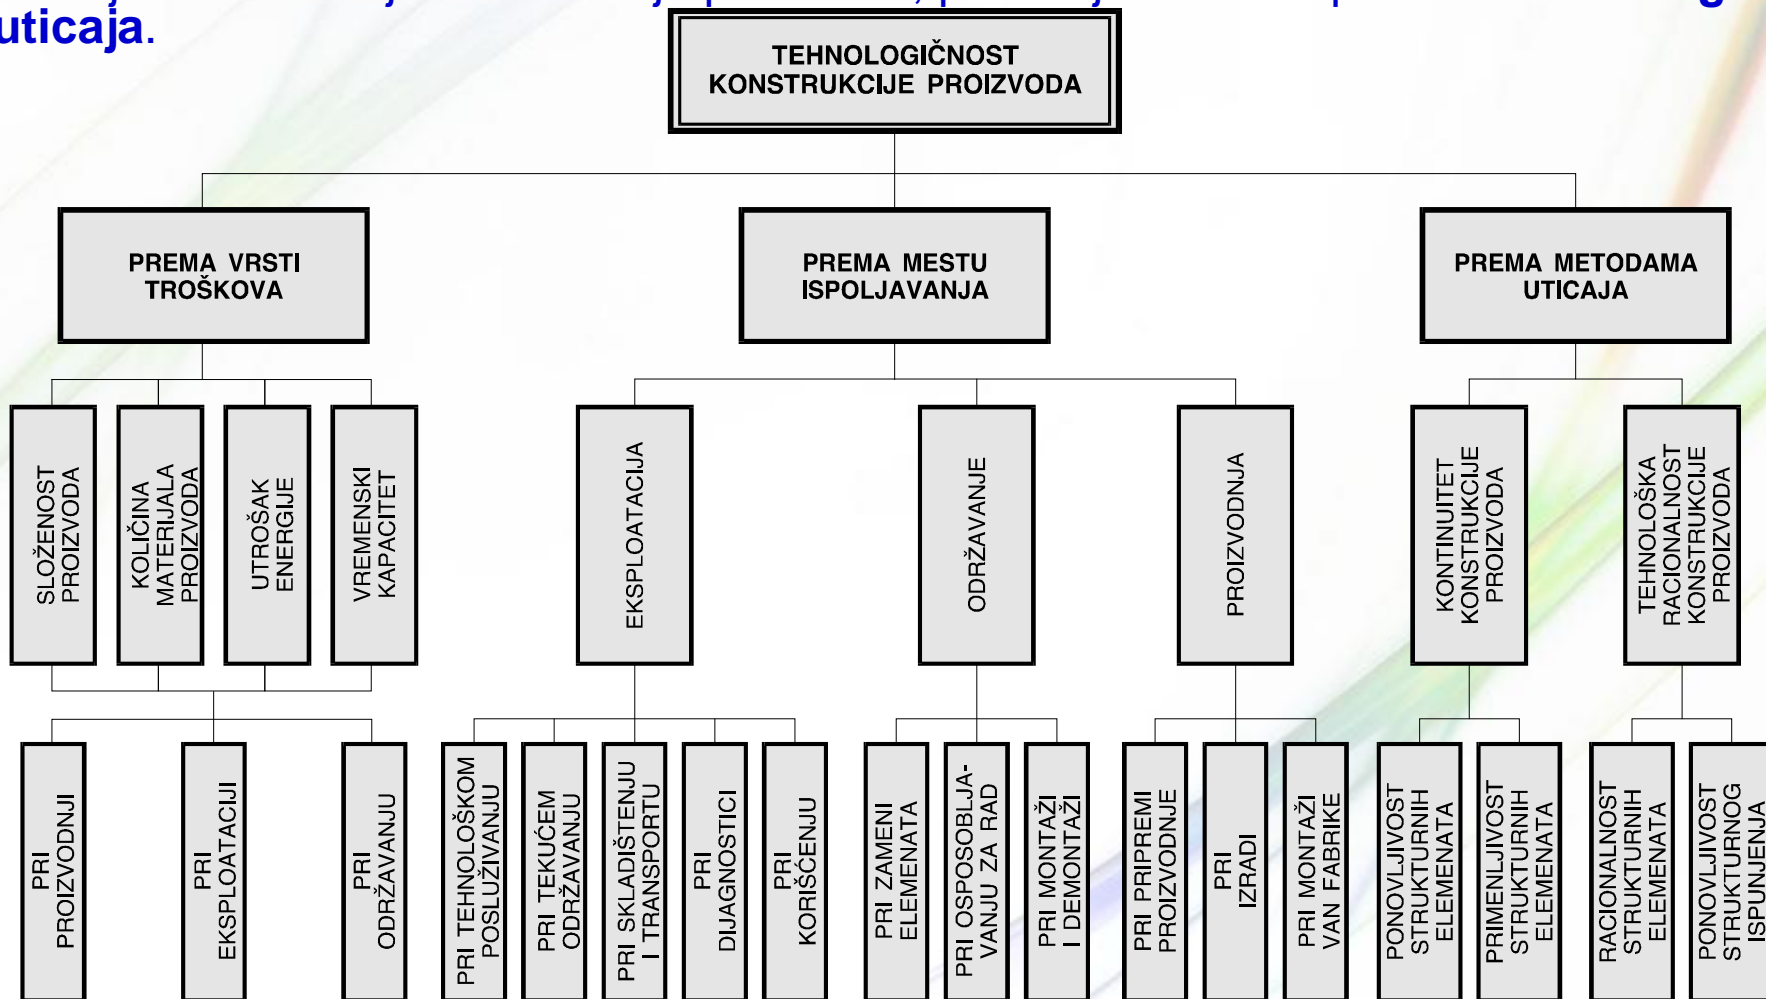 uticaja.
TEHNOLOGIČNOST
KONSTRUKCIJE PROIZVODA
PREMA VRSTI
TROŠKOVA
PREMA MESTU
ISPOLJAVANJA
PREMA METODAMA
UTICAJA
SLOŽENOST
PROIZVODA
KOLIČINA
MATERIJALA
PROIZVODA
UTROŠAK
ENERGIJE
VREMENSKI
KAPACITET
EKSPLOATACIJA
ODRŽAVANJE
PROIZVODNJA
KONTINUTET
KONSTRUKCIJE
PROIZVODA
TEHNOLOŠKA
RACIONALNOST
KONSTRUKCIJE
PROIZVODA
PRI
PROIZVODNJI
PRI
EKSPLOATACIJI
PRI
ODRŽAVANJU
PRI TEHNOLOŠKOM
POSLUŽIVANJU
PRI TEKUĆEM
ODRŽAVANJU
PRI SKLADIŠTENJU
I TRANSPORTU
PRI
DIJAGNOSTICI
PRI
KORIŠĆENJU
PRI ZAMENI
ELEMENATA
PRI OSPOSOBLJA-
VANJU ZA RAD
PRI MONTAŽI
I DEMONTAŽI
PRI PRIPREMI
PROIZVODNJE
PRI
IZRADI
PRI MONTAŽI
VAN FABRIKE
PONOVLJIVOST
STRUKTURNIH
ELEMENATA
PRIMENLJIVOST
STRUKTURNIH
ELEMENATA
RACIONALNOST
STRUKTURNIH
ELEMENATA
PONOVLJIVOST
STRUKTURNOG
ISPUNJENJA